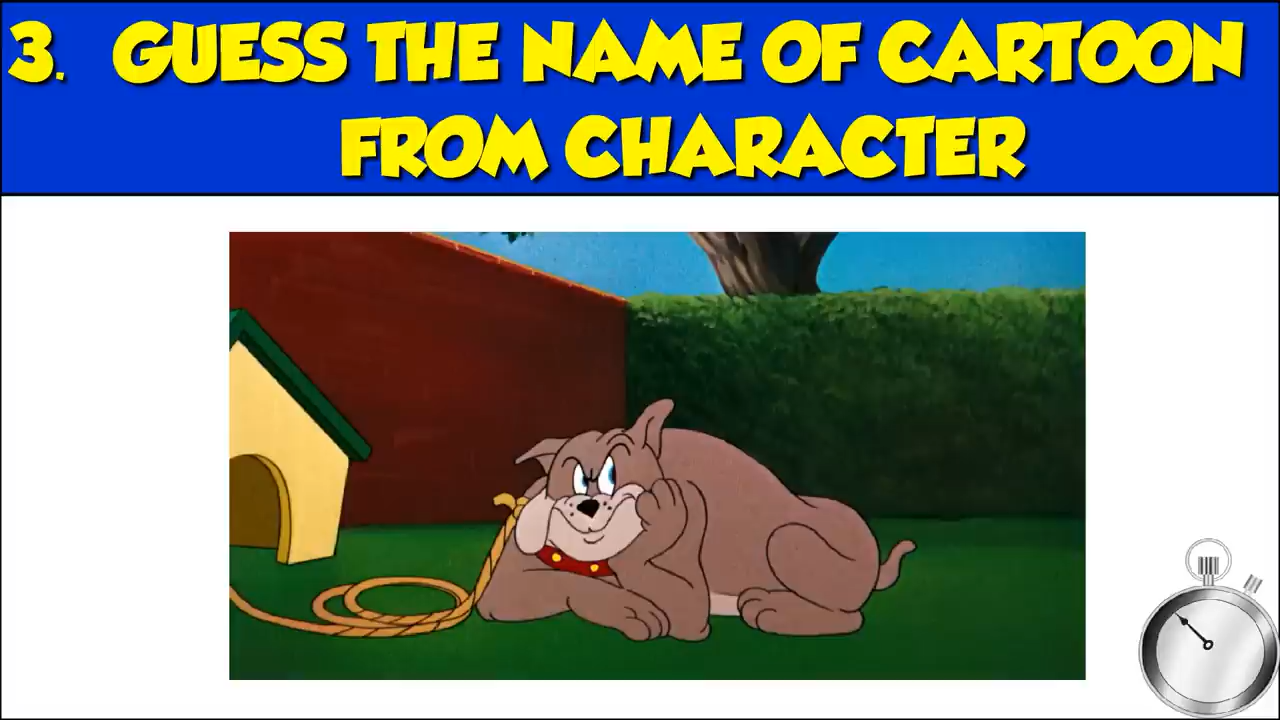 3. GUESS THE NAME OF CARTOON
FROM CHARACTER